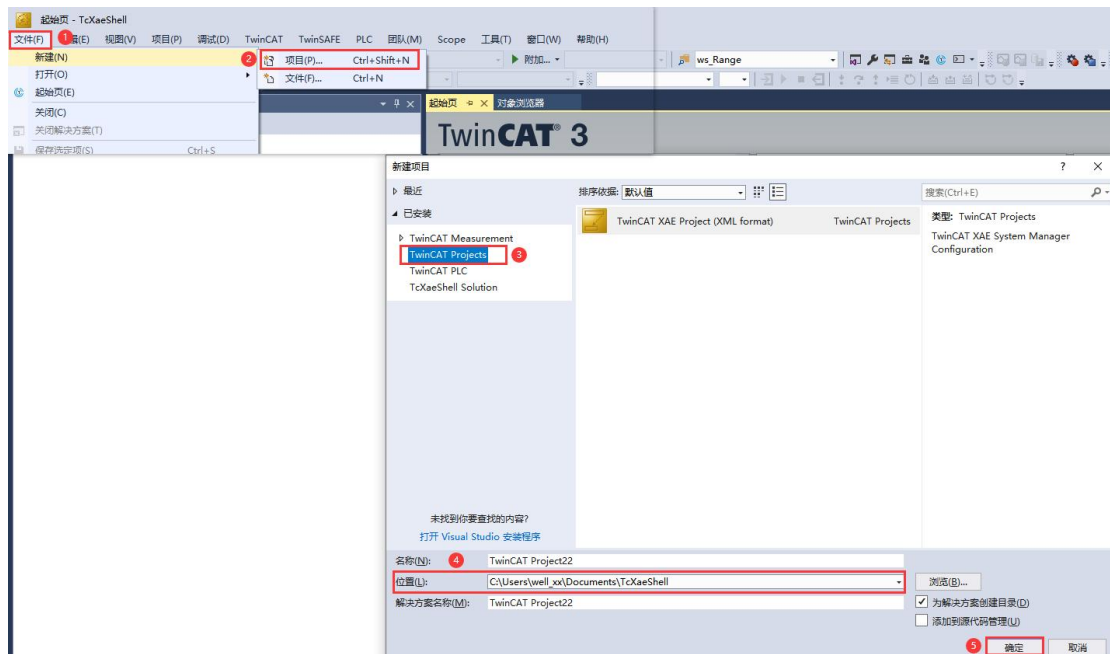 起始页 - TcXaeShell
文件(F) 1 辑(E) 视图(V) 项目(P) 调试(D) TwinCAT TwinSAFE PLC 团队(M) Scope 工具(T) 窗口(W) 帮助(H)
新建(N) 2 项目(P)... Ctrl+Shift+N 附加... ws_Range
打开(O) 文件(F)... Ctrl+N
起始页(E)
关闭(C) 起始页 对象浏览器
关闭解决方案(T) TwinCAT® 3
保存选定项(S) Ctrl+S
新建项目 ? ×
最近 排序依据: 默认值 搜索(Ctrl+E)
已安装 TwinCAT XAE Project (XML format) TwinCAT Projects 类型: TwinCAT Projects
TwinCAT Measurement TwinCAT XAE System Manager
TwinCAT Projects 3 Configuration
TwinCAT PLC
TcXaeShell Solution
未找到你要查找的内容?
打开 Visual Studio 安装程序
名称(N): 4 TwinCAT Project22
位置(L): C:\Users\well_xx\Documents\TcXaeShell 浏览(B)...
解决方案名称(M): TwinCAT Project22 为解决方案创建目录(D)
添加到源代码管理(U)
5 确定 取消